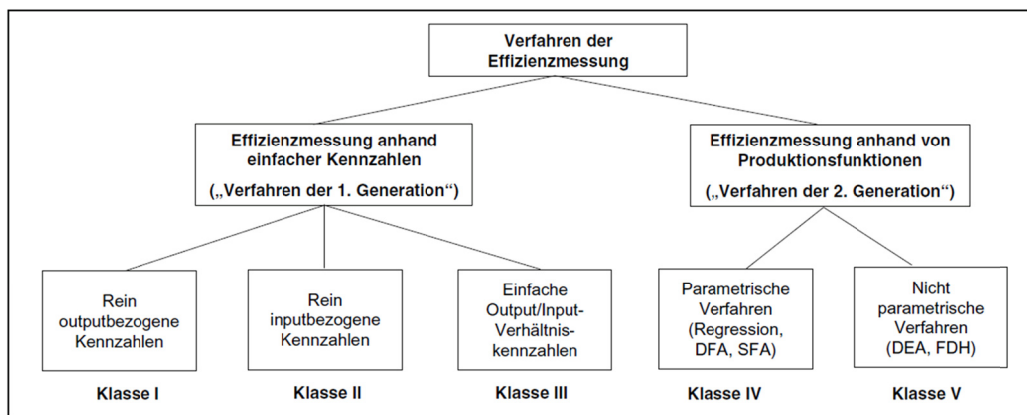 Verfahren der
Effizienzmessung
Effizienzmessung anhand
einfacher Kennzahlen
(„Verfahren der 1. Generation“)
Effizienzmessung anhand von
Produktionsfunktionen
(„Verfahren der 2. Generation“)
Rein
outputbezogene
Kennzahlen
Rein
inputbezogene
Kennzahlen
Einfache
Output/Input-
Verhältnis-
kennzahlen
Parametrische
Verfahren
(Regression,
DFA, SFA)
Nicht
parametrische
Verfahren
(DEA, FDH)
Klasse I
Klasse II
Klasse III
Klasse IV
Klasse V